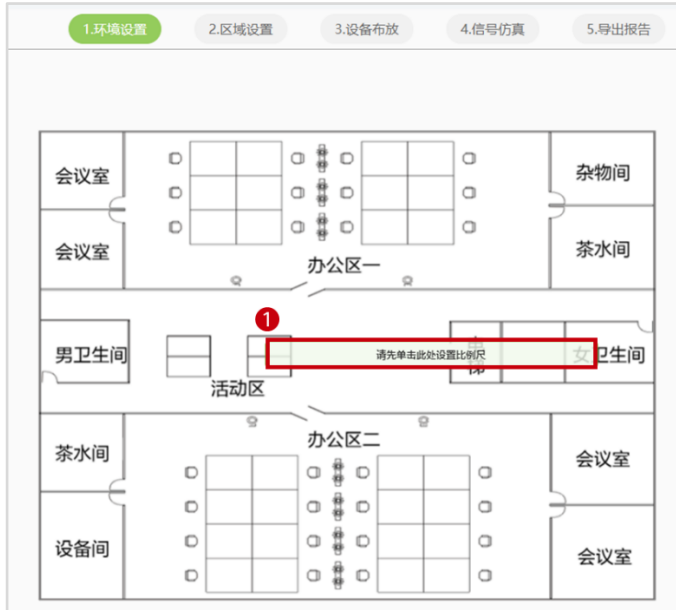 1.环境设置 2.区域设置 3.设备布放 4.信号仿真 5.导出报告
会议室
杂物间
会议室
茶水间
办公区一
1
男卫生间
请先单击此处设置比例尺
电梯
女卫生间
活动区
办公区二
茶水间
会议室
设备间
会议室